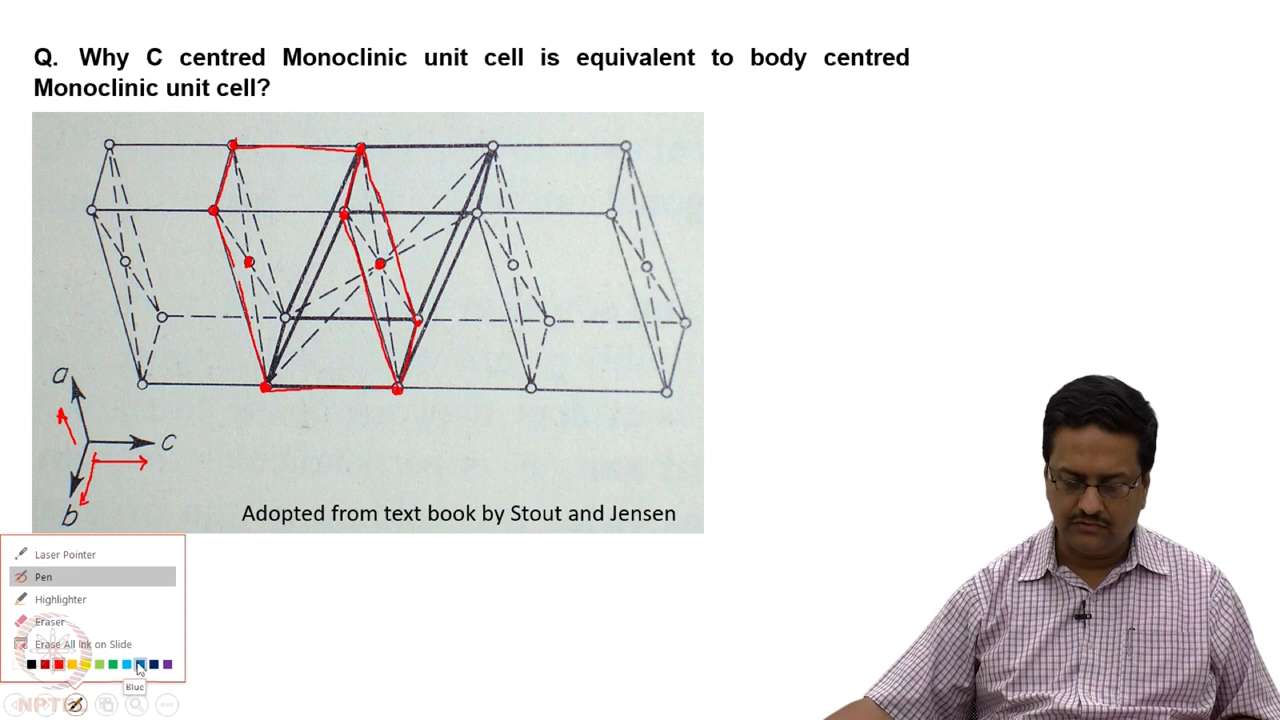 Q. Why C centred Monoclinic unit cell is equivalent to body centred
Monoclinic unit cell?
a
c
b
Adopted from text book by Stout and Jensen
Laser Pointer
Pen
Highlighter
Eraser
Erase All Ink on Slide
Blue
NPTEL